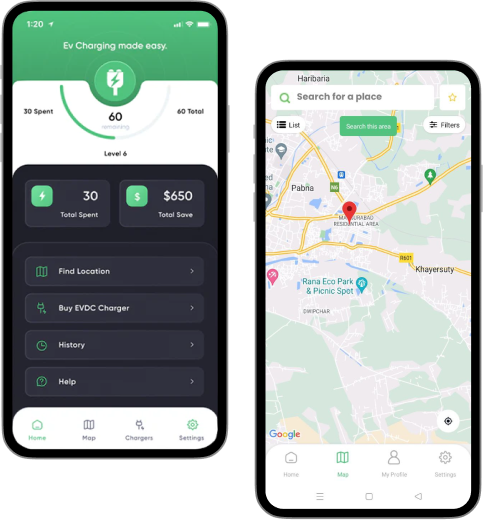 1:20
Ev Charging made easy.
30 Spent
60
remaining
60 Total
Level 6
30
Total Spent
$
$650
Total Save
Find Location
Buy EVDC Charger
History
Help
Home
Map
Chargers
Settings
Haribaria
Search for a place
List
Search this area
Filters
Pabna
N6
RESIDENTIAL AREA
R601
Khayersuty
Rana Eco Park
& Picnic Spot
DWIPCHAR
Google
Home
Map
My Profile
Settings